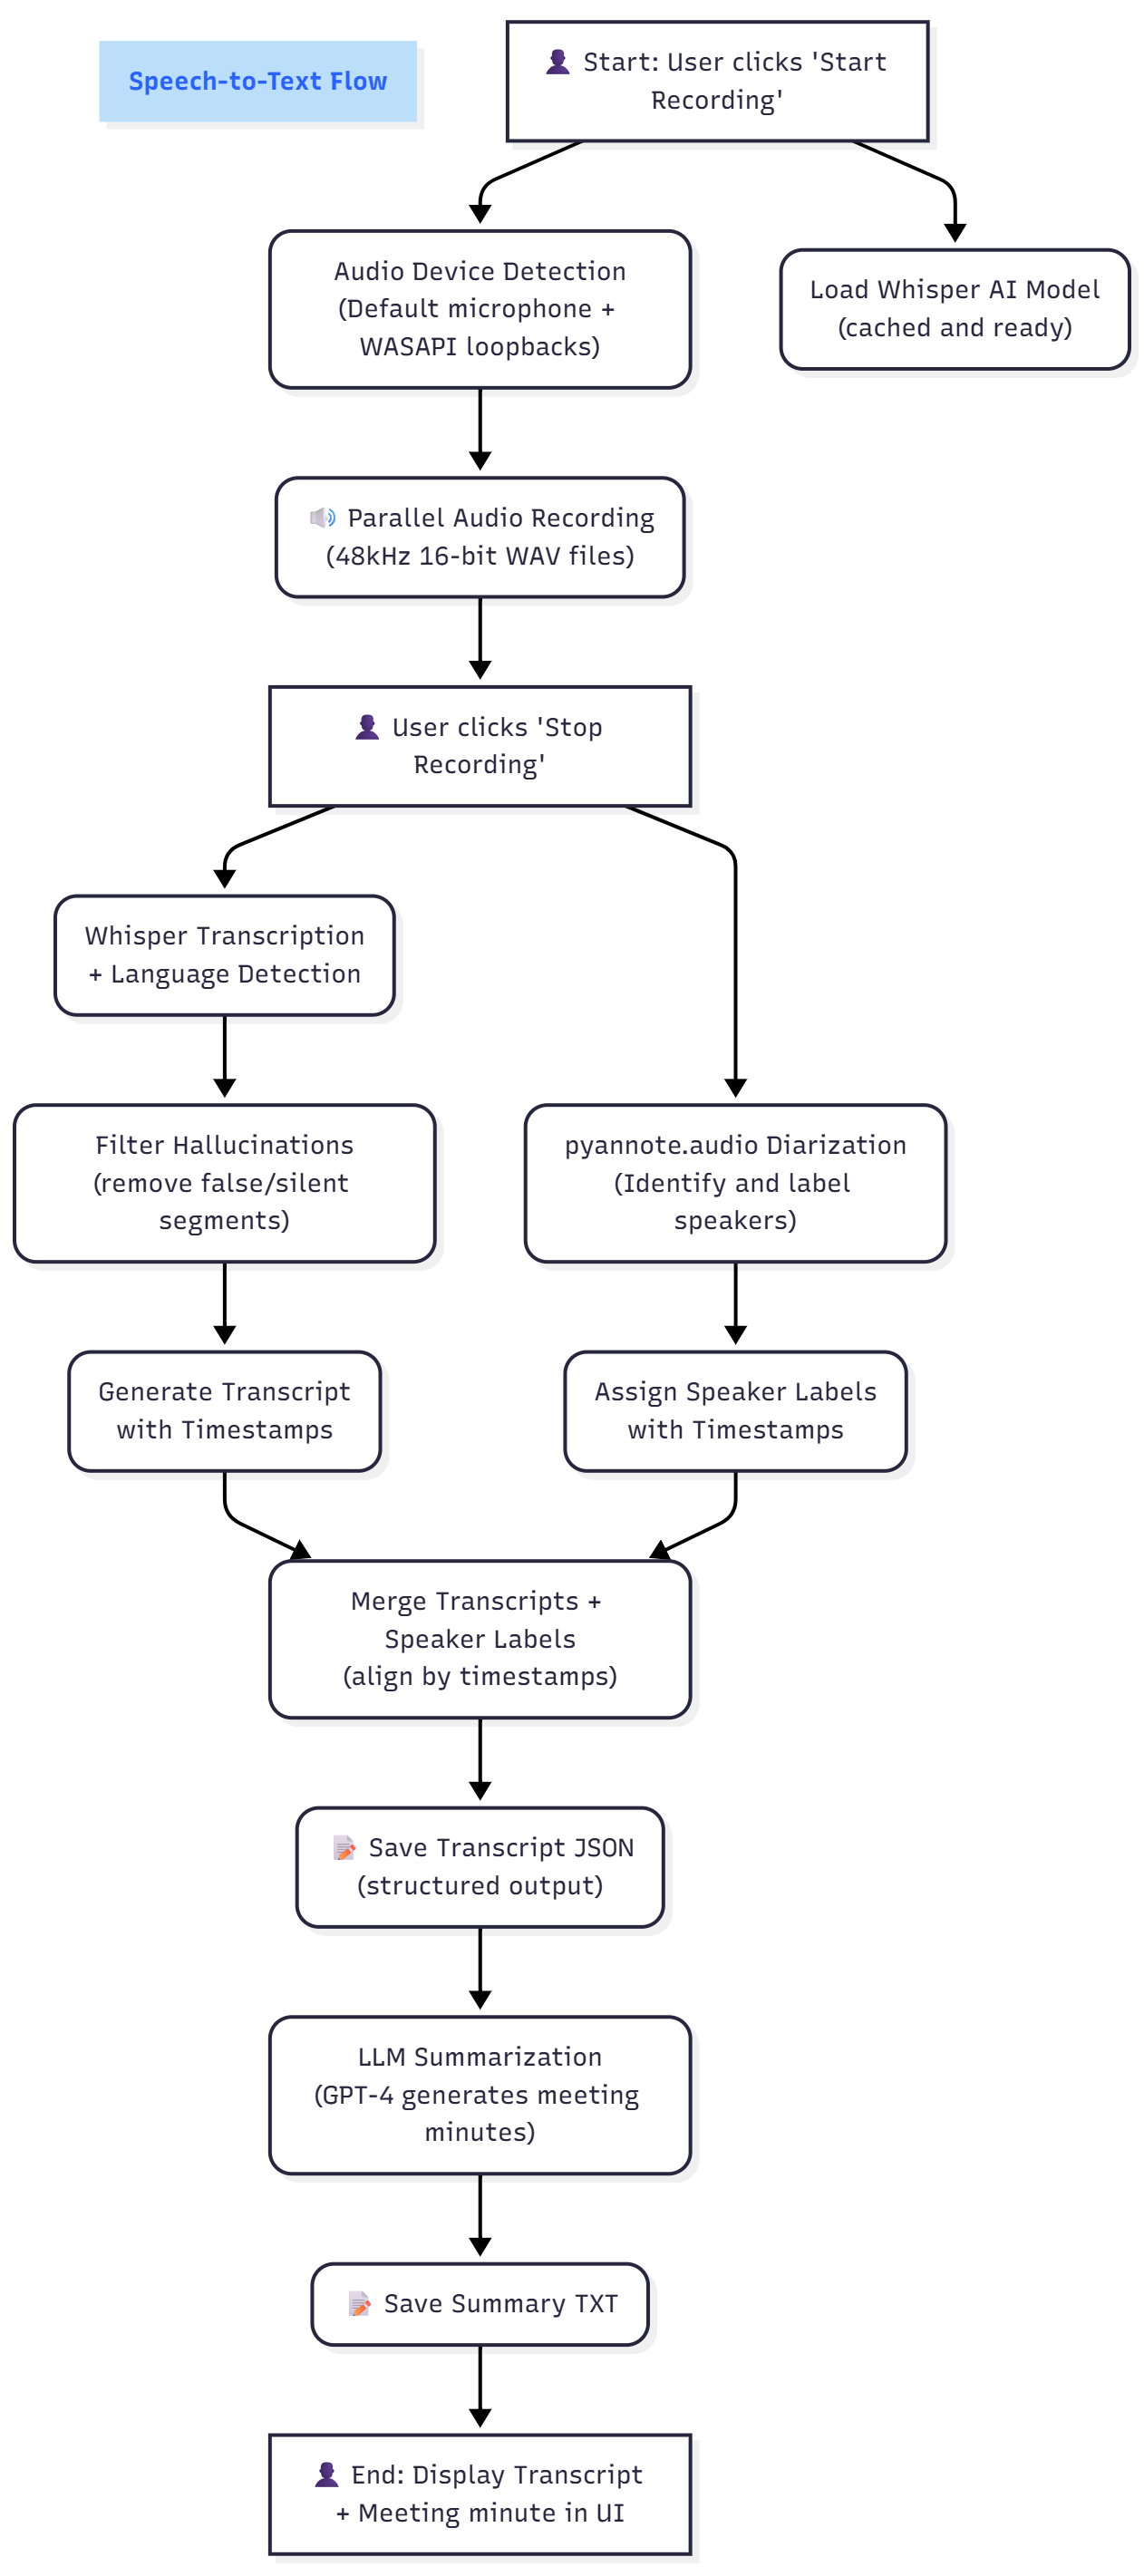 Speech-to-Text Flow
Start: User clicks 'Start
Recording'
Audio Device Detection
(Default microphone +
WASAPI loopbacks)
Load Whisper AI Model
(cached and ready)
Parallel Audio Recording
(48kHz 16-bit WAV files)
User clicks 'Stop
Recording'
Whisper Transcription
+ Language Detection
Filter Hallucinations
(remove false/silent
segments)
pyannote.audio Diarization
(Identify and label
speakers)
Generate Transcript
with Timestamps
Assign Speaker Labels
with Timestamps
Merge Transcripts +
Speaker Labels
(align by timestamps)
Save Transcript JSON
(structured output)
LLM Summarization
(GPT-4 generates meeting
minutes)
Save Summary TXT
End: Display Transcript
+ Meeting minute in UI